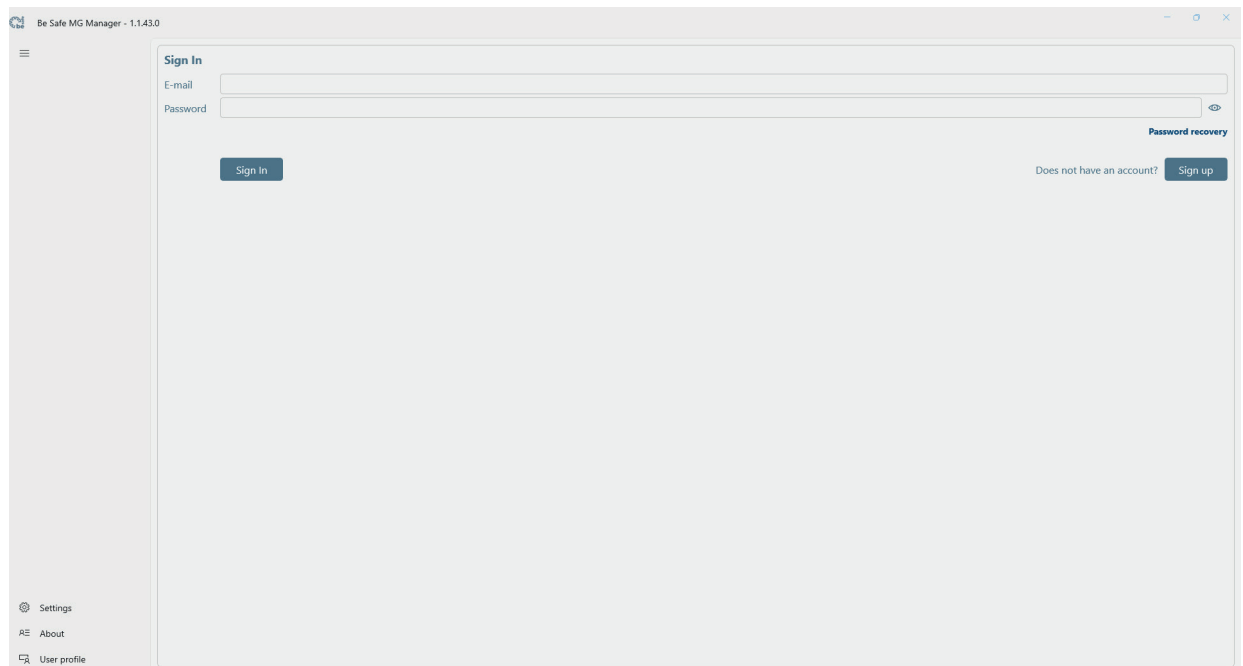 Be Safe MG Manager - 1.1.43.0
Sign In
E-mail
Password
Password recovery
Sign In
Does not have an account? Sign up
Settings
About
User profile